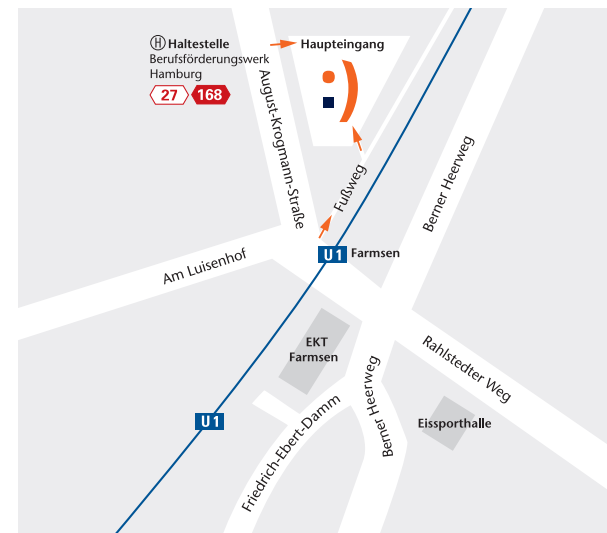 H Haltestelle
Berufsförderungswerk
Hamburg
27 168
Haupteingang
August-Krogmann-Straße
Fußweg
Berner Heerweg
Am Luisenhof
U1 Farmsen
EKT
Farmsen
Rahlstedter Weg
Berner Heerweg
Eissporthalle
U1
Friedrich-Ebert-Damm